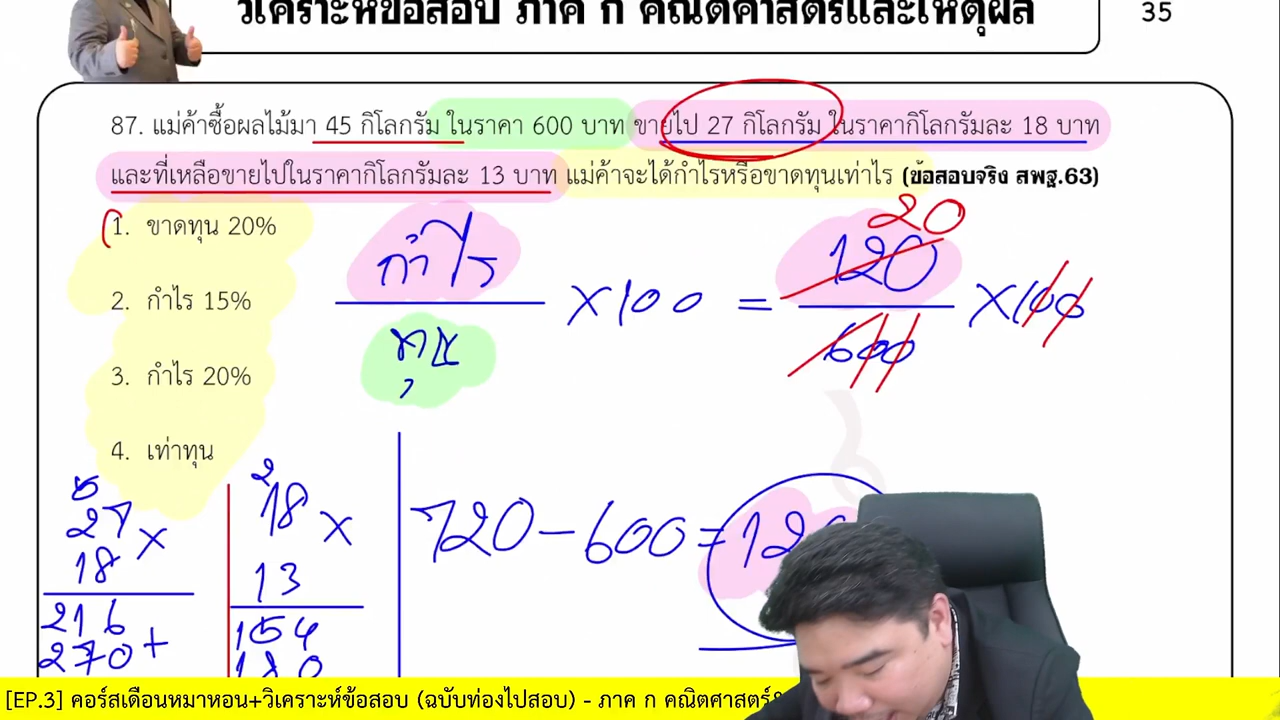 วิเคราะห์ข้อสอบ ภาค ก คณิตศาสตร์และเหตุผล
35
87. แม่ค้าซื้อผลไม้มา 45 กิโลกรัม ในราคา 600 บาท ขายไป 27 กิโลกรัม ในราคากิโลกรัมละ 18 บาท
และที่เหลือขายไปในราคากิโลกรัมละ 13 บาท แม่ค้าจะได้กำไรหรือขาดทุนเท่าไร (ข้อสอบจริง สพฐ.63)
1. ขาดทุน 20%
2. กำไร 15%
3. กำไร 20%
4. เท่าทุน
20
กำไร
ทุน
×100 =
120
600
×100
5
27
18 ×
216
270 +
2
18 ×
13
154
180
720 - 600 = 12
[EP.3] คอร์สเดือนหมาหอน+วิเคราะห์ข้อสอบ (ฉบับท่องไปสอบ) - ภาค ก คณิตศาสตร์